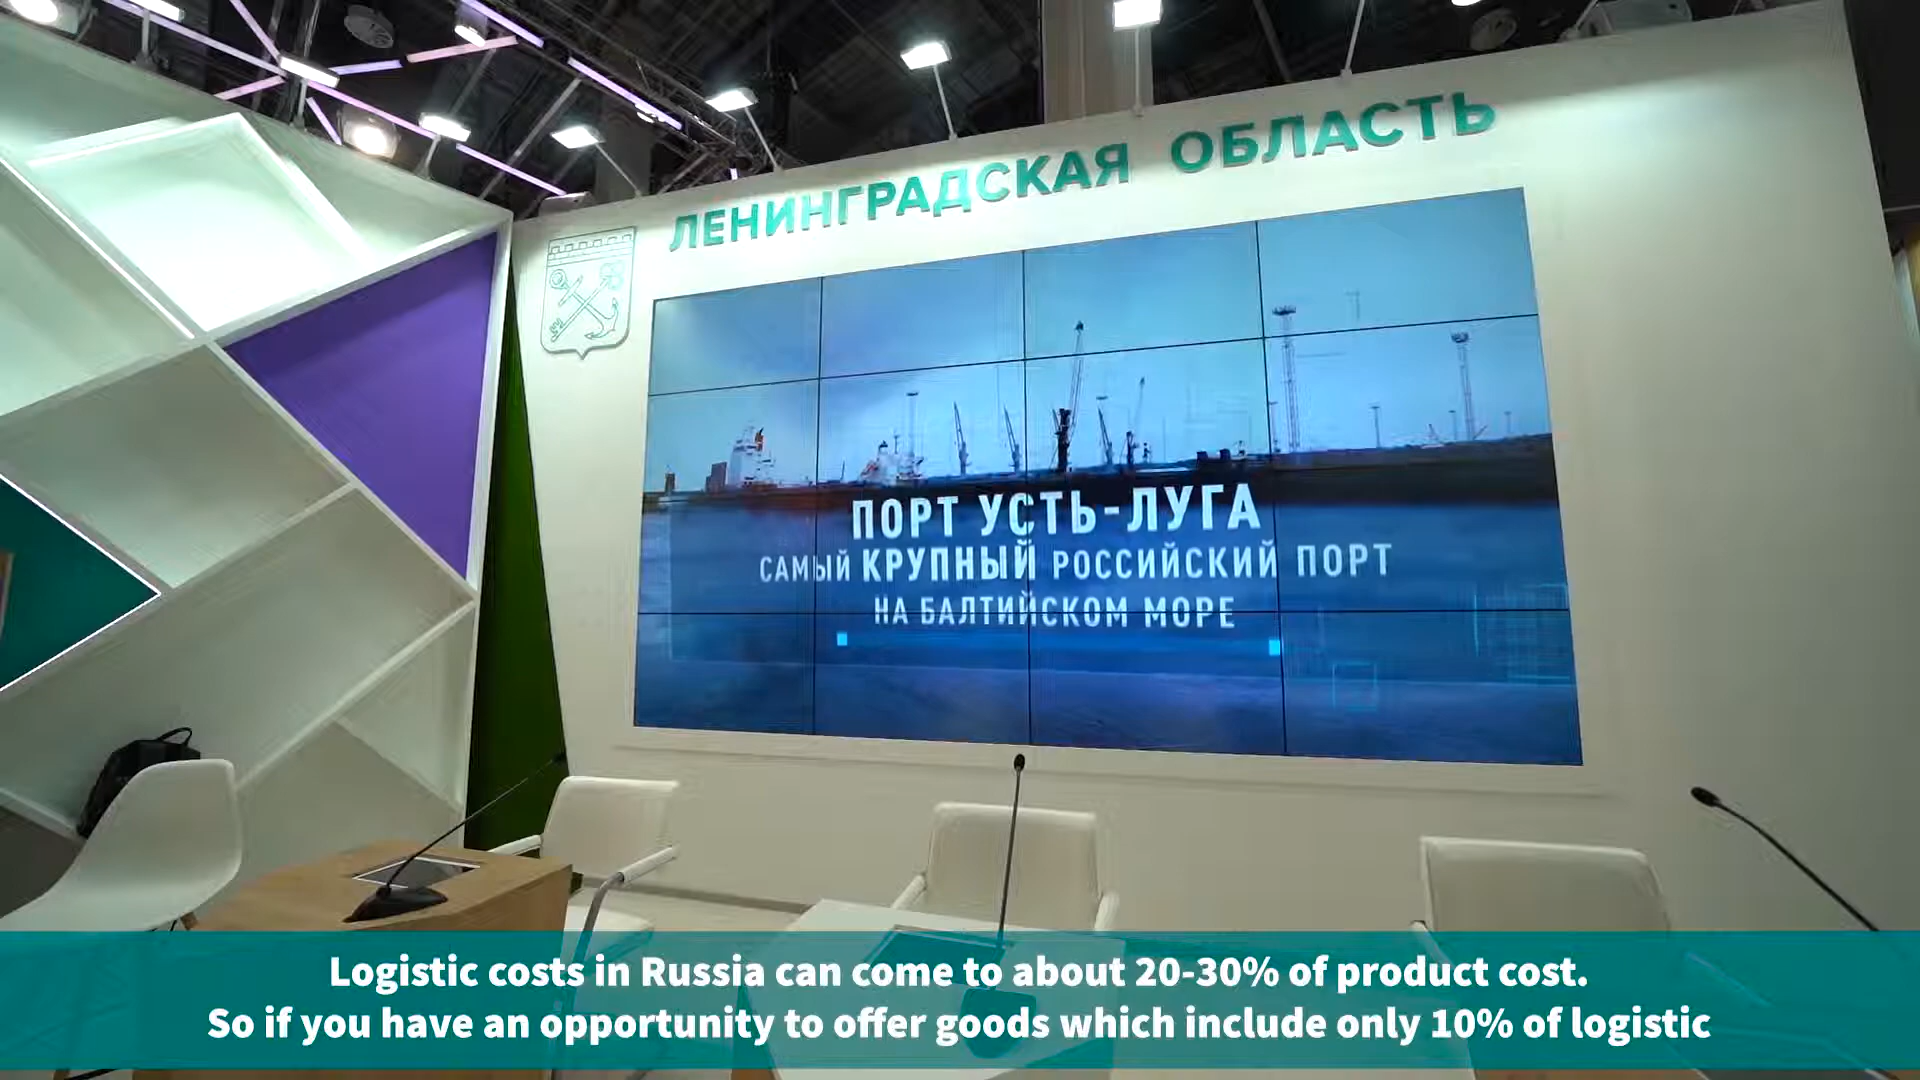 ЛЕНИНГРАДСКАЯ ОБЛАСТЬ
ПОРТ УСТЬ-ЛУГА
САМЫЙ КРУПНЫЙ РОССИЙСКИЙ ПОРТ
НА БАЛТИЙСКОМ МОРЕ
Logistic costs in Russia can come to about 20-30% of product cost.
So if you have an opportunity to offer goods which include only 10% of logistic